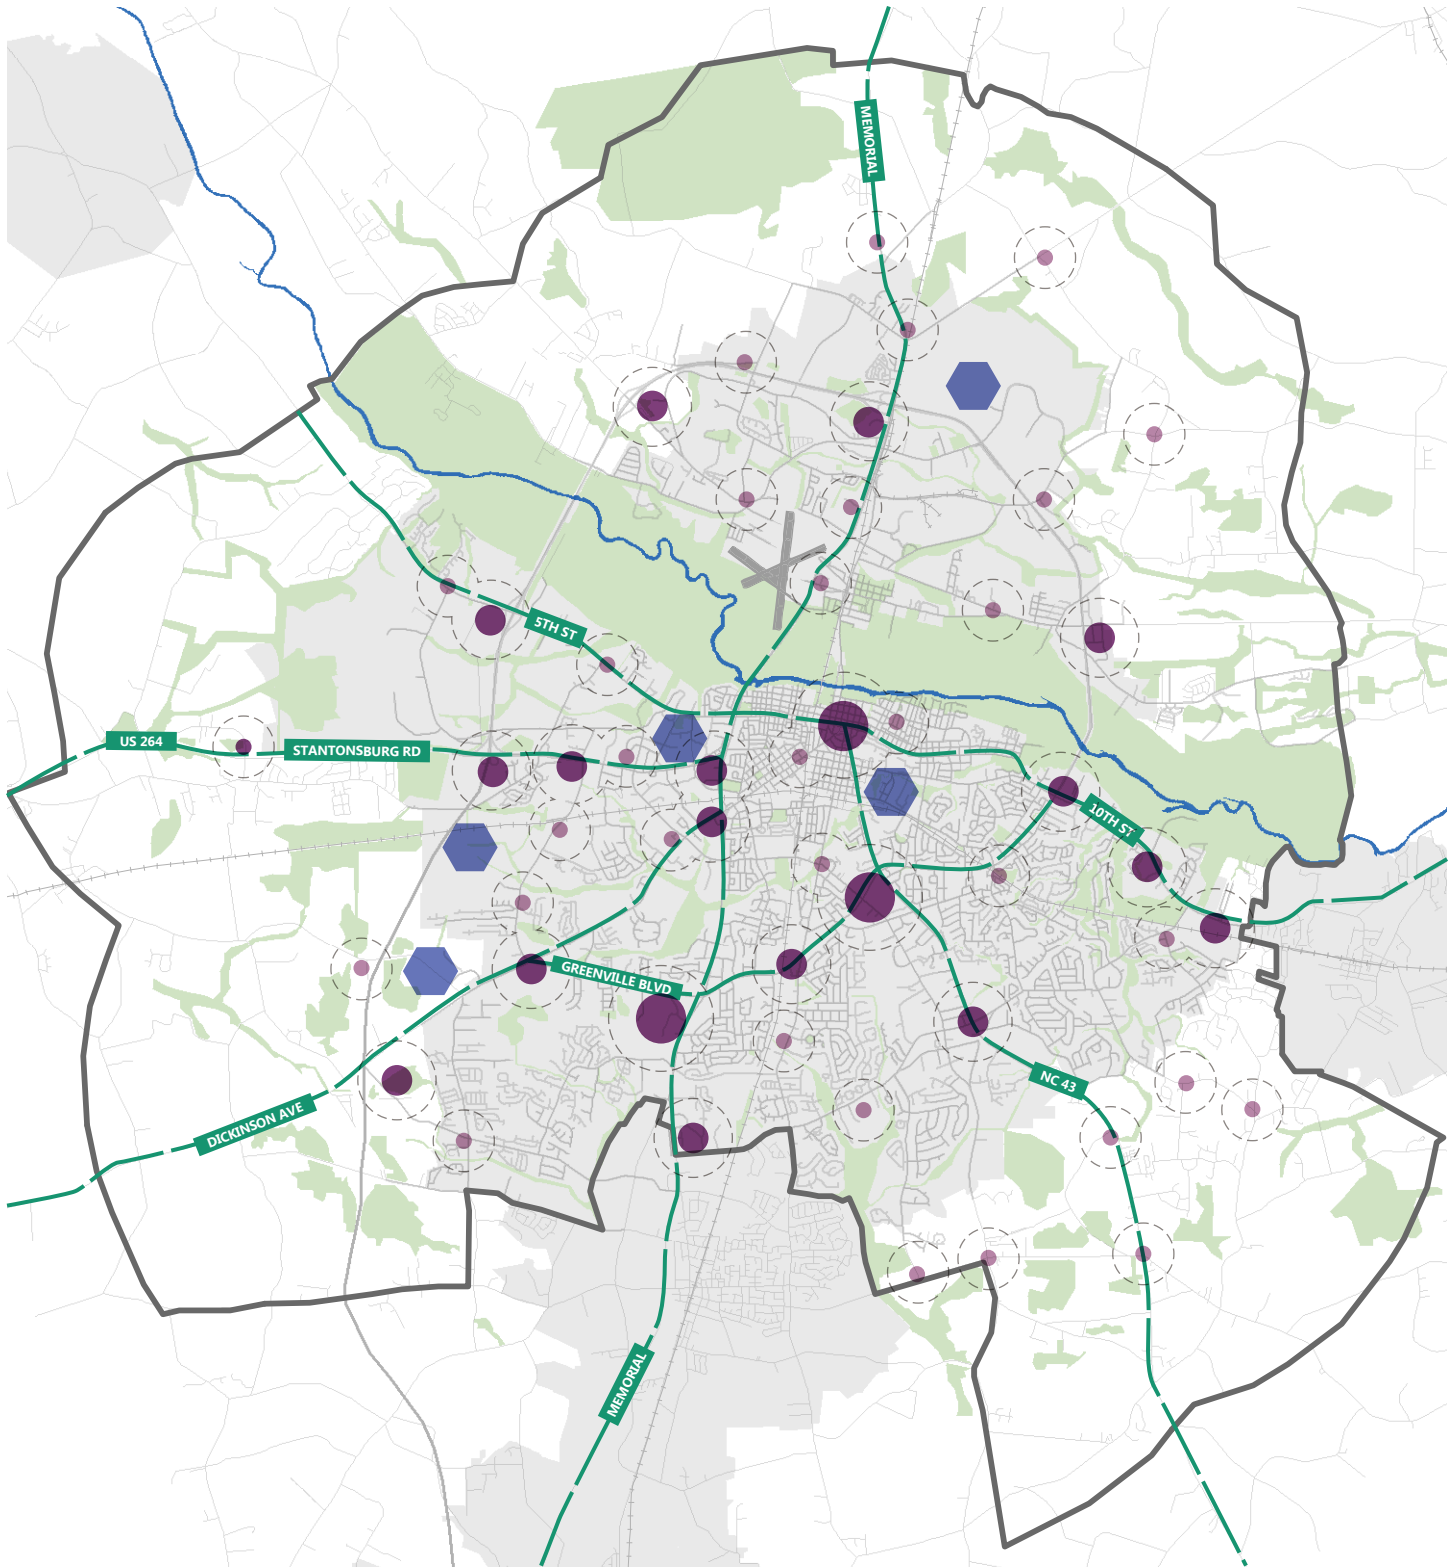 MEMORIAL
5TH ST
US 264
STANTONSBURG RD
10TH ST
GREENVILLE BLVD
NC 43
DICKINSON AVE
MEMORIAL